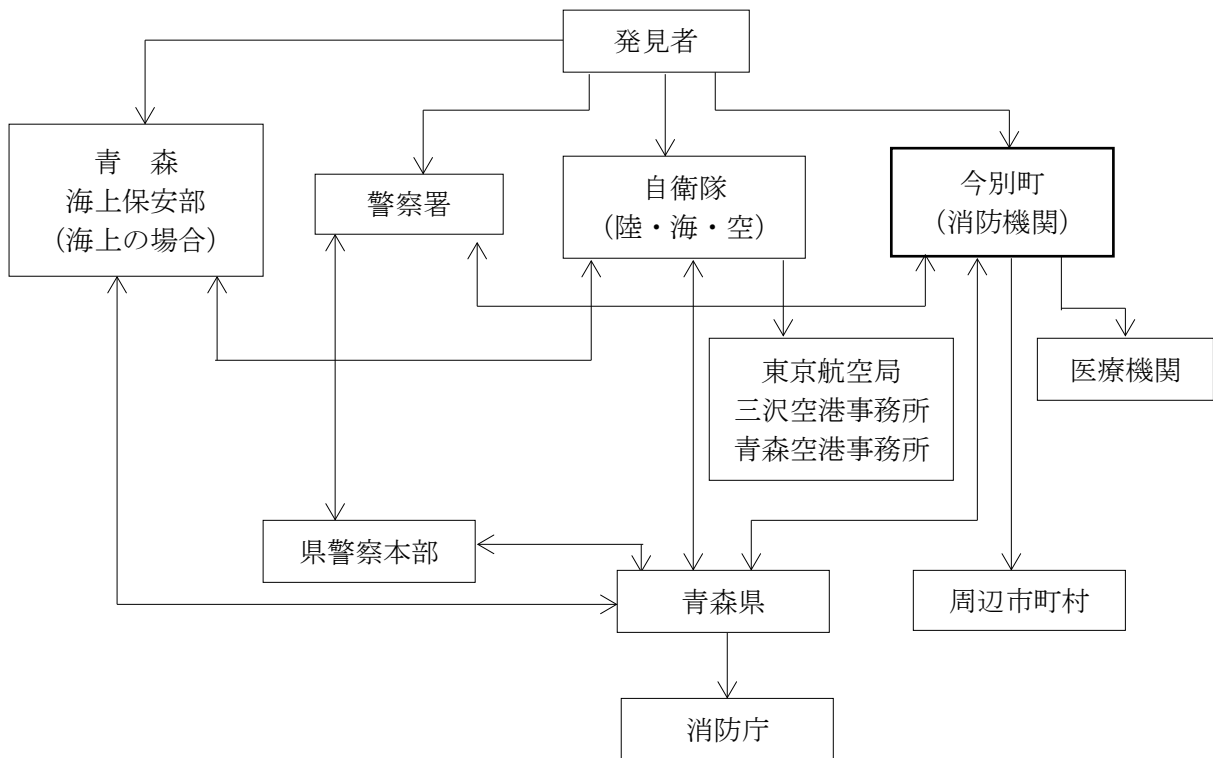 発見者
青　森
海上保安部
（海上の場合）
警察署
自衛隊
（陸・海・空）
今別町
（消防機関）
東京航空局
三沢空港事務所
青森空港事務所
医療機関
県警察本部
青森県
周辺市町村
消防庁